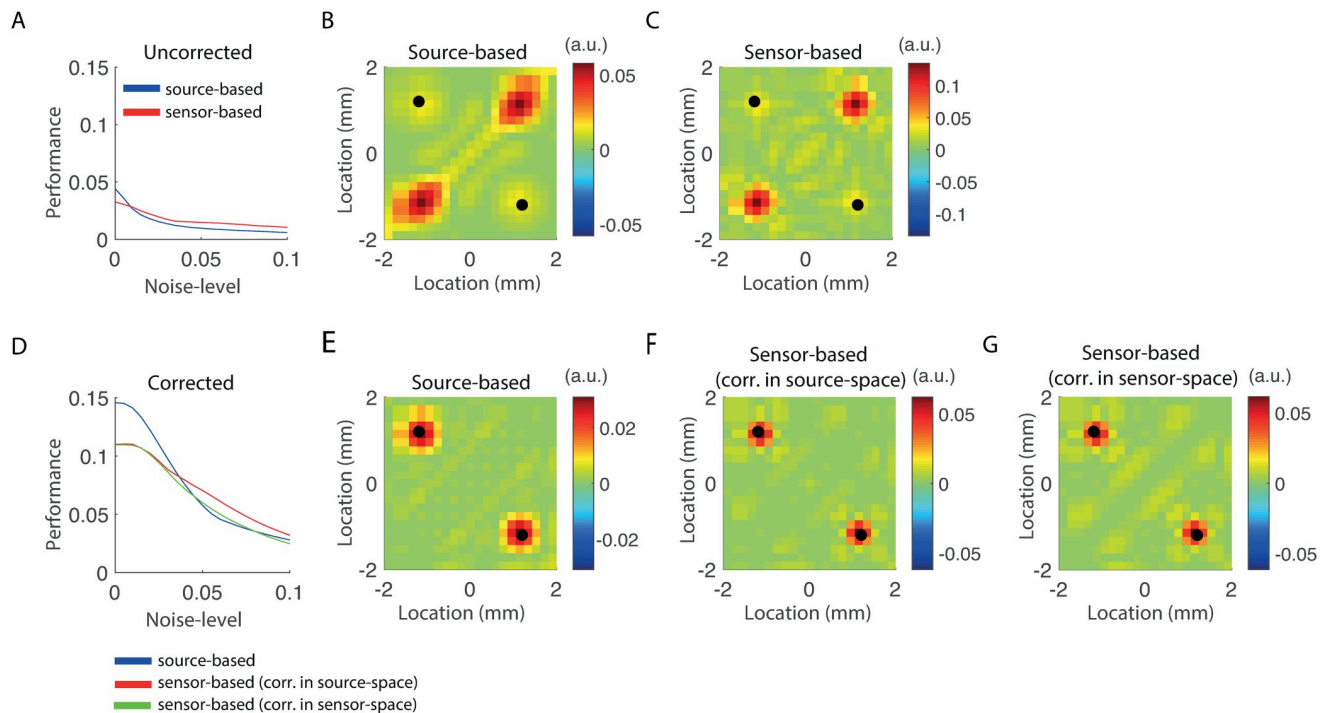 A
Uncorrected
0.15
0.1
0.05
0
0
0.05
0.1
Performance
Noise-level
source-based
sensor-based
B
Source-based
(a.u.)
2
0
-2
-2
0
2
Location (mm)
Location (mm)
0.05
0
-0.05
C
Sensor-based
(a.u.)
2
0
-2
-2
0
2
Location (mm)
Location (mm)
0.1
0.05
0
-0.05
-0.1
D
Corrected
0.15
0.1
0.05
0
0
0.05
0.1
Performance
Noise-level
source-based
sensor-based (corr. in source-space)
sensor-based (corr. in sensor-space)
E
Source-based
(a.u.)
2
0
-2
-2
0
2
Location (mm)
Location (mm)
0.02
0
-0.02
F
Sensor-based
(corr. in source-space)
(a.u.)
2
0
-2
-2
0
2
Location (mm)
Location (mm)
0.05
0
-0.05
G
Sensor-based
(corr. in sensor-space)
(a.u.)
2
0
-2
-2
0
2
Location (mm)
Location (mm)
0.05
0
-0.05